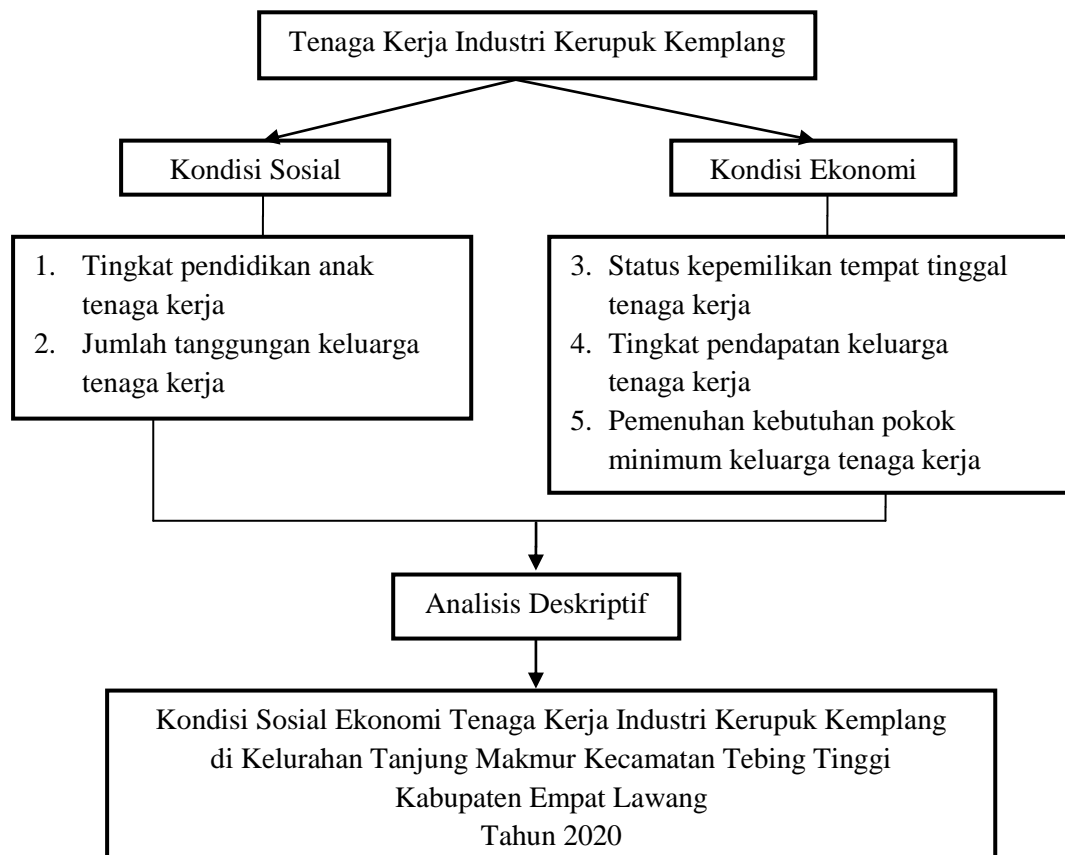 Tenaga Kerja Industri Kerupuk Kemplang
Kondisi Sosial
Kondisi Ekonomi
1. Tingkat pendidikan anak
tenaga kerja
2. Jumlah tanggungan keluarga
tenaga kerja
3. Status kepemilikan tempat tinggal
tenaga kerja
4. Tingkat pendapatan keluarga
tenaga kerja
5. Pemenuhan kebutuhan pokok
minimum keluarga tenaga kerja
Analisis Deskriptif
Kondisi Sosial Ekonomi Tenaga Kerja Industri Kerupuk Kemplang
di Kelurahan Tanjung Makmur Kecamatan Tebing Tinggi
Kabupaten Empat Lawang
Tahun 2020